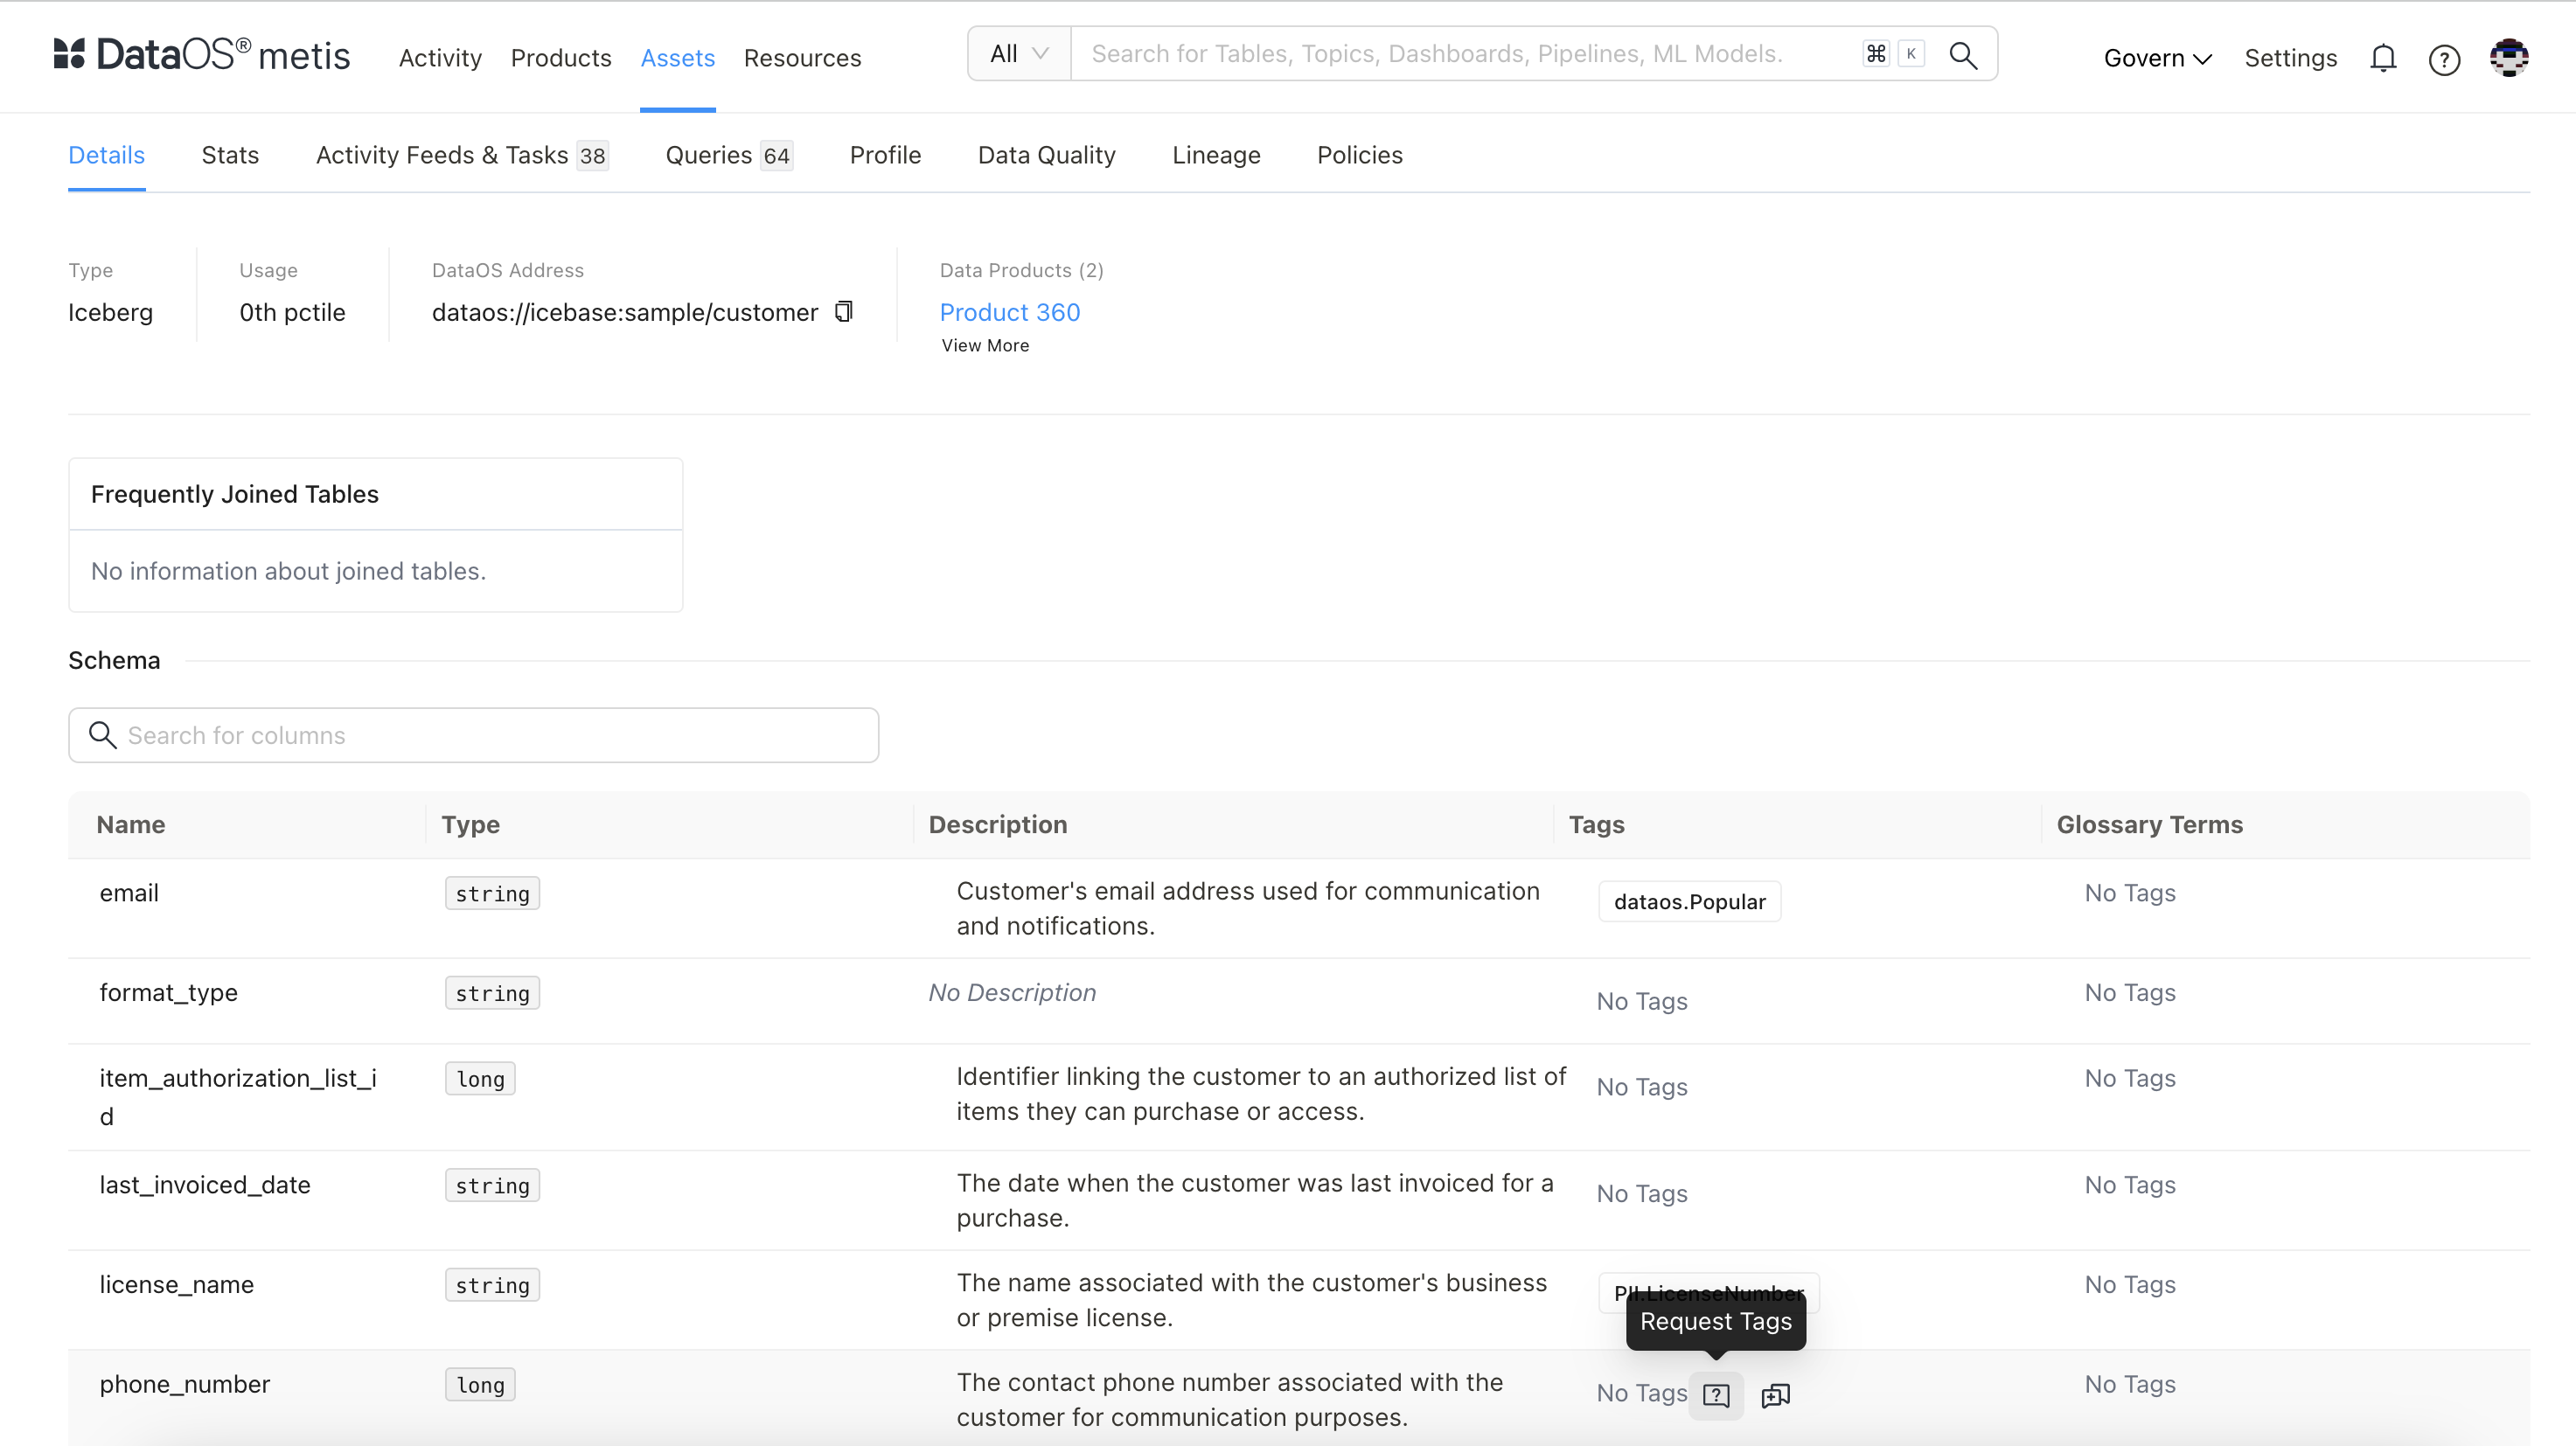 DataOS® metis
Activity
Products
Assets
Resources
All
Search for Tables, Topics, Dashboards, Pipelines, ML Models.
⌘ K
Govern
Settings
?
Details
Stats
Activity Feeds & Tasks 38
Queries 64
Profile
Data Quality
Lineage
Policies
Type
Iceberg
Usage
0th pctile
DataOS Address
dataos://icebase:sample/customer
Data Products (2)
Product 360
View More
Frequently Joined Tables
No information about joined tables.
Schema
Search for columns
Name
Type
Description
Tags
Glossary Terms
email
string
Customer's email address used for communication
and notifications.
dataos.Popular
No Tags
format_type
string
No Description
No Tags
No Tags
item_authorization_list_i
d
long
Identifier linking the customer to an authorized list of
items they can purchase or access.
No Tags
No Tags
last_invoiced_date
string
The date when the customer was last invoiced for a
purchase.
No Tags
No Tags
license_name
string
The name associated with the customer's business
or premise license.
PII.LicenseNumber
No Tags
Request Tags
phone_number
long
The contact phone number associated with the
customer for communication purposes.
No Tags
?
No Tags